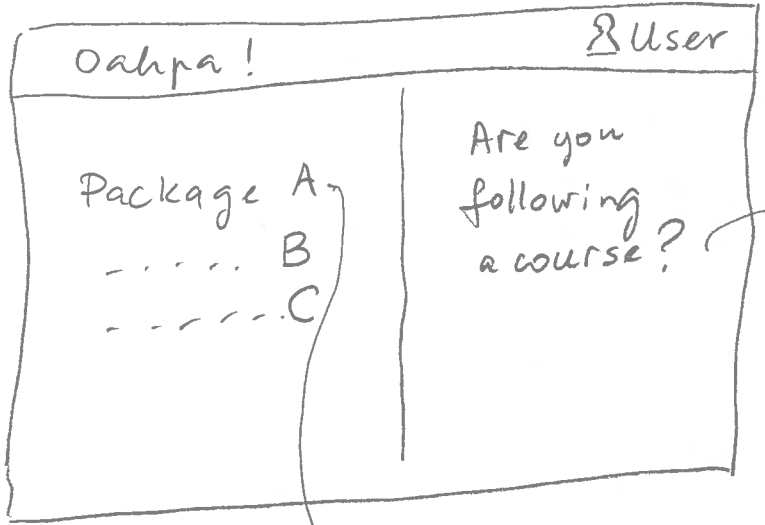 Oahpa!
User
Package A
- . . . . B
- . - - . . C
Are you
following
a course?